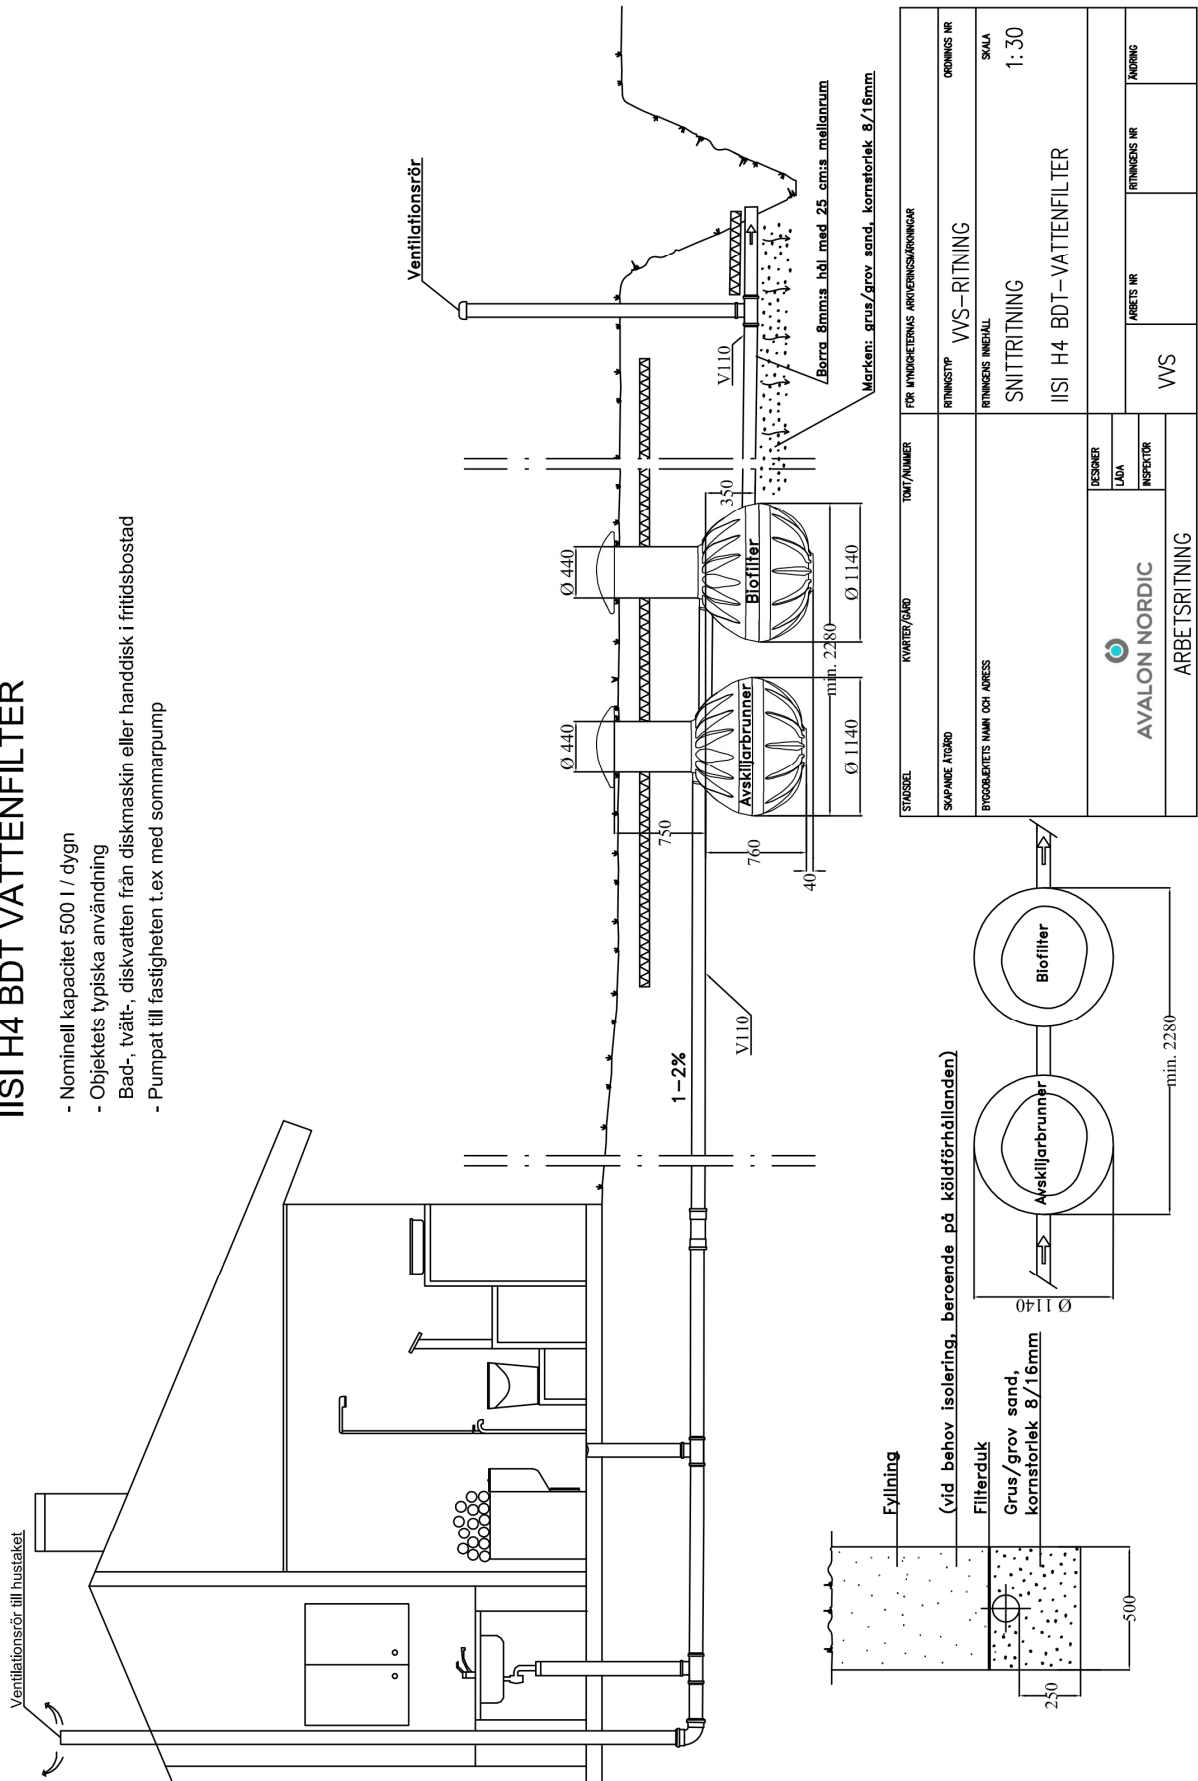 IISI H4 BDT VATTENFILTER
- Nominell kapacitet 500 l / dygn
- Objektets typiska användning
Bad-, tvätt-, diskvatten från diskmaskin eller handdisk i fritidsbostad
- Pumpat till fastigheten t.ex med sommarpump
Ventilationsrör till hustaket
Ventilationsrör
1-2%
V110
750
760
40
Ø 440
Ø 440
Avskiljarbrunner
Biofilter
350
Ø 1140
min. 2280
Ø 1140
V110
Borra 8mm:s hål med 25 cm:s mellanrum
Marken: grus/grov sand, kornstorlek 8/16mm
Fyllning
(vid behov isolering, beroende på köldförhållanden)
Filterduk
Grus/grov sand,
kornstorlek 8/16mm
250
500
Ø 1140
Avskiljarbrunner
Biofilter
min. 2280
STADSDEL
KVARTER/GÅRD
TOMT/NUMMER
FÖR MYNDIGHETERNAS ARKIVERINGSMÄRKNINGAR
SKAPANDE ÅTGÄRD
RITNINGSTYP
VVS-RITNING
ORDNINGS NR
BYGGOBJEKTETS NAMN OCH ADRESS
RITNINGENS INNEHÅLL
SNITTRITNING
IISI H4 BDT-VATTENFILTER
SKALA
1:30
AVALON NORDIC
DESIGNER
LÅDA
INSPEKTÖR
ARBETSRITNING
VVS
ARBETS NR
RITNINGENS NR
ÄNDRING